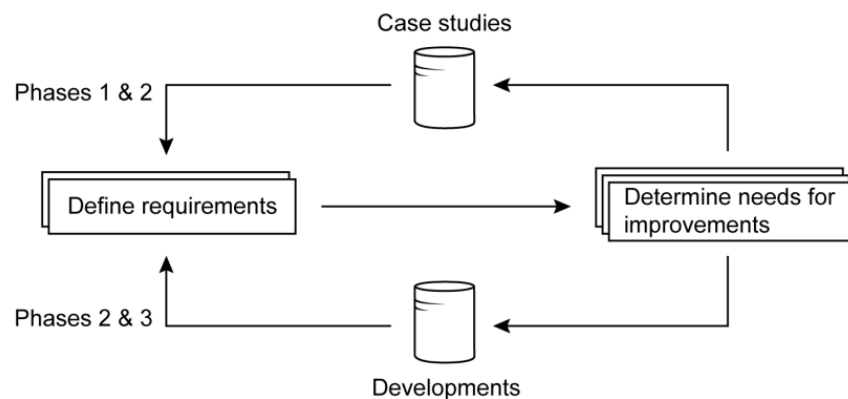 Case studies
Phases 1 & 2
Define requirements
Determine needs for
improvements
Phases 2 & 3
Developments